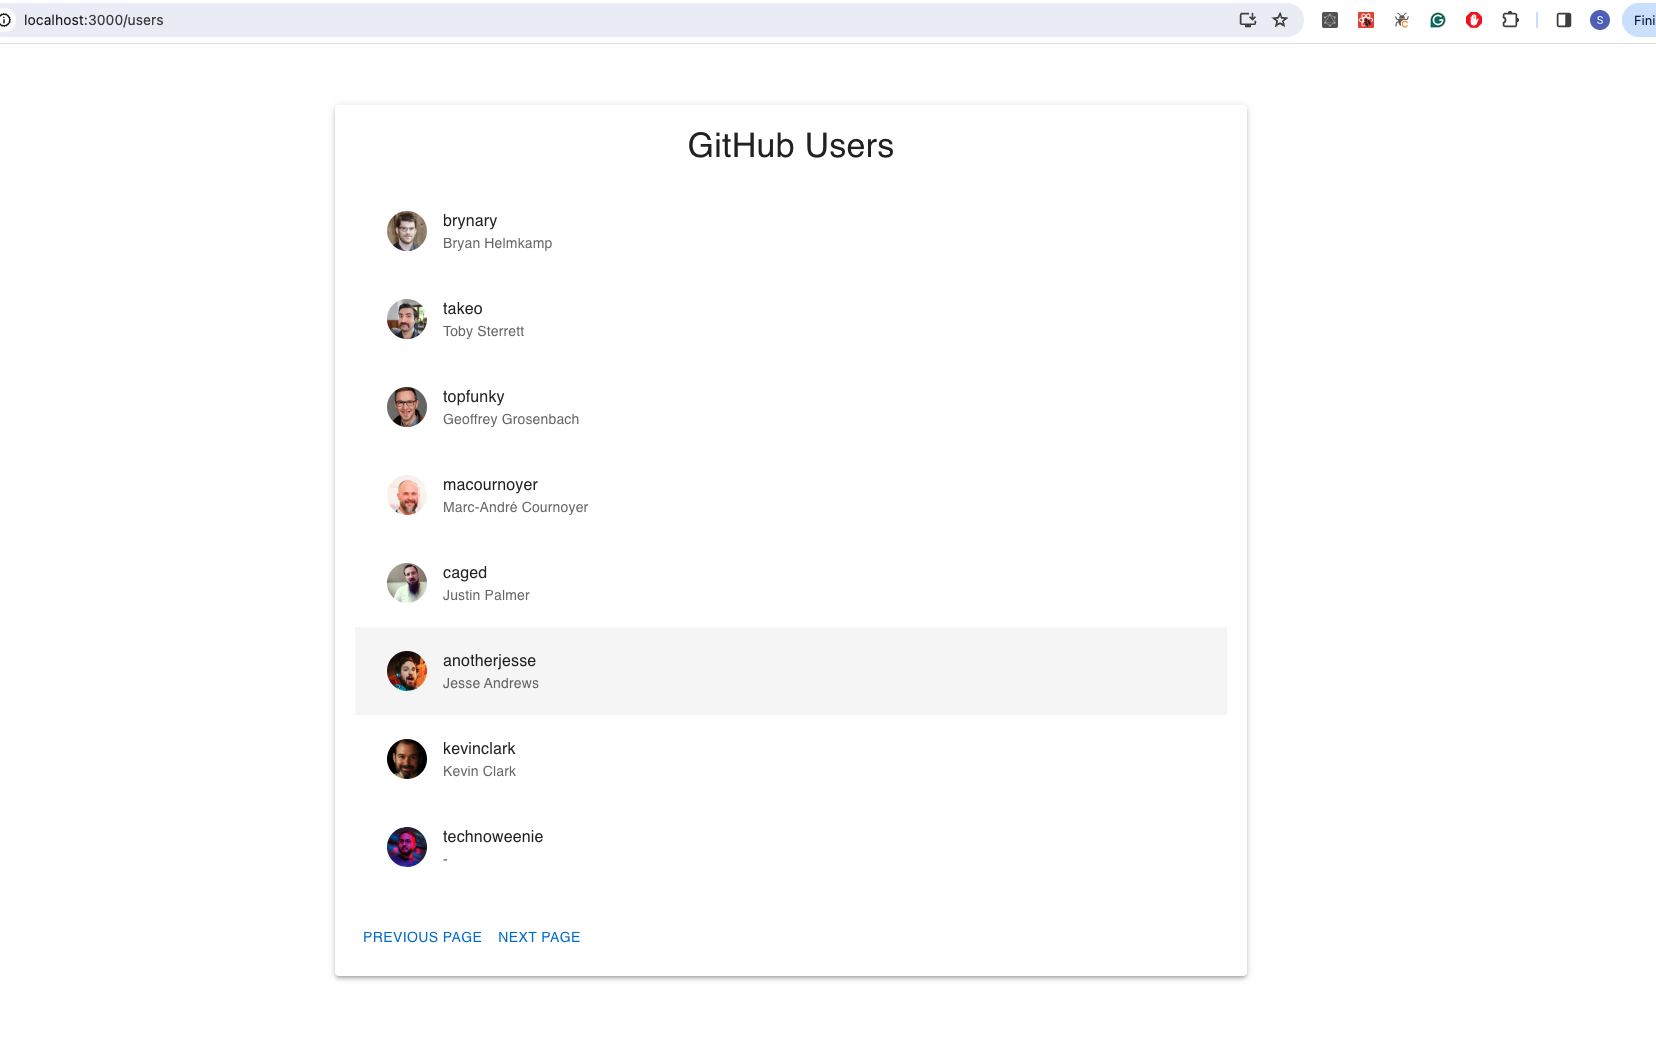 localhost:3000/users
S
Fini
GitHub Users
brynary
Bryan Helmkamp
takeo
Toby Sterrett
topfunky
Geoffrey Grosenbach
macournoyer
Marc-André Cournoyer
caged
Justin Palmer
anotherjesse
Jesse Andrews
kevinclark
Kevin Clark
technoweenie
-
PREVIOUS PAGE NEXT PAGE